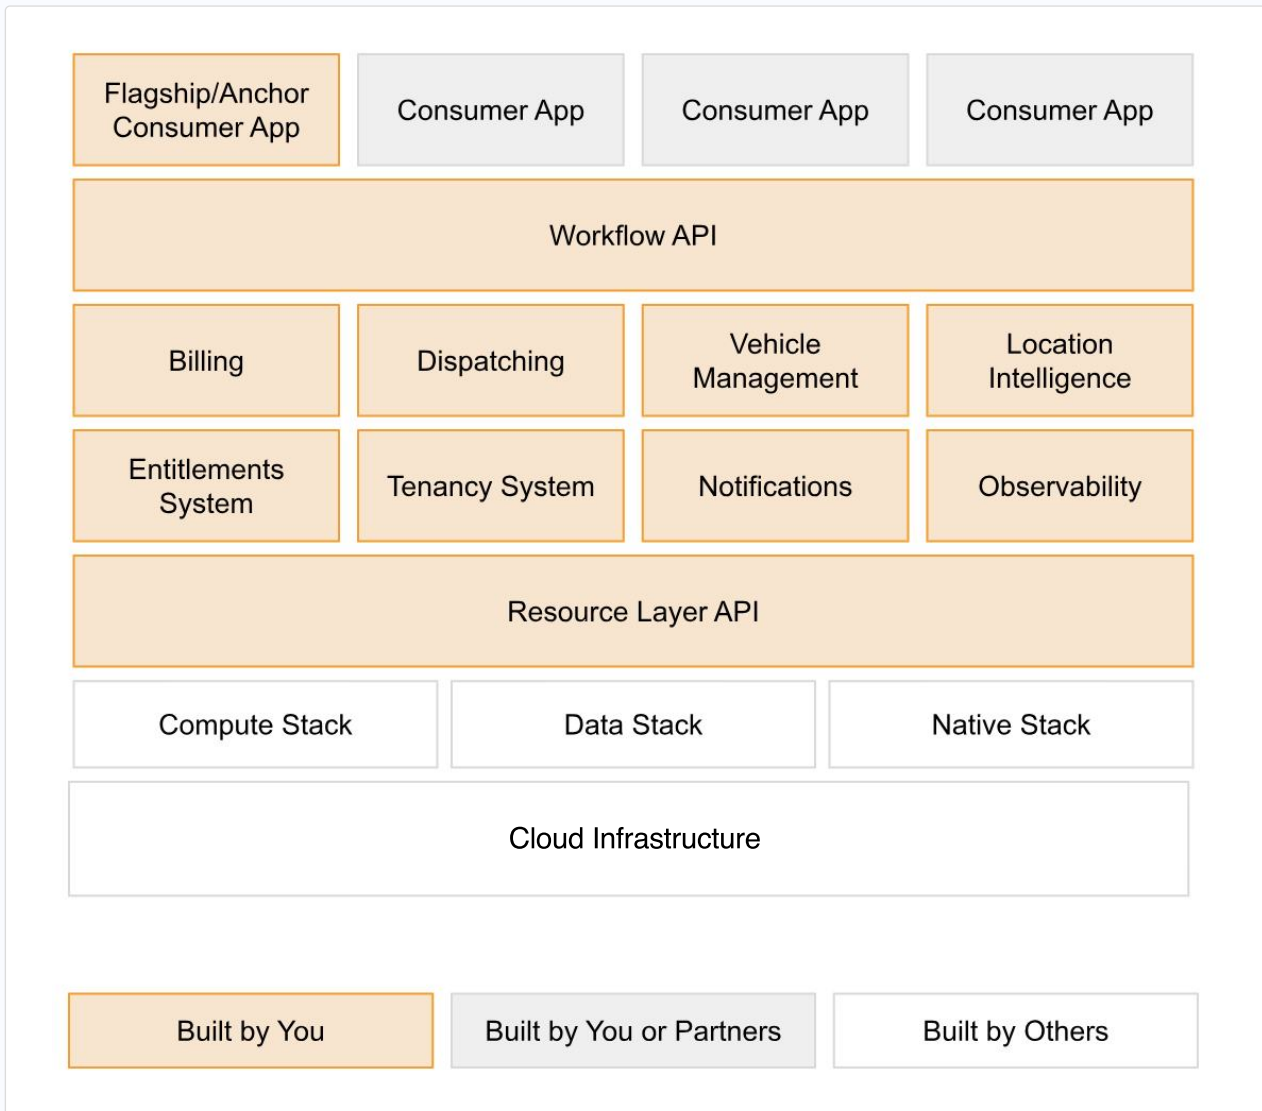 Flagship/Anchor
Consumer App
Consumer App
Consumer App
Consumer App
Workflow API
Billing
Dispatching
Vehicle
Management
Location
Intelligence
Entitlements
System
Tenancy System
Notifications
Observability
Resource Layer API
Compute Stack
Data Stack
Native Stack
Cloud Infrastructure
Built by You
Built by You or Partners
Built by Others